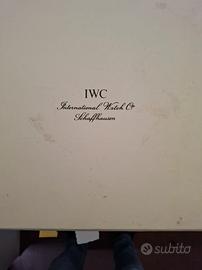 IWC
International Watch Co
Schaffhausen
subito